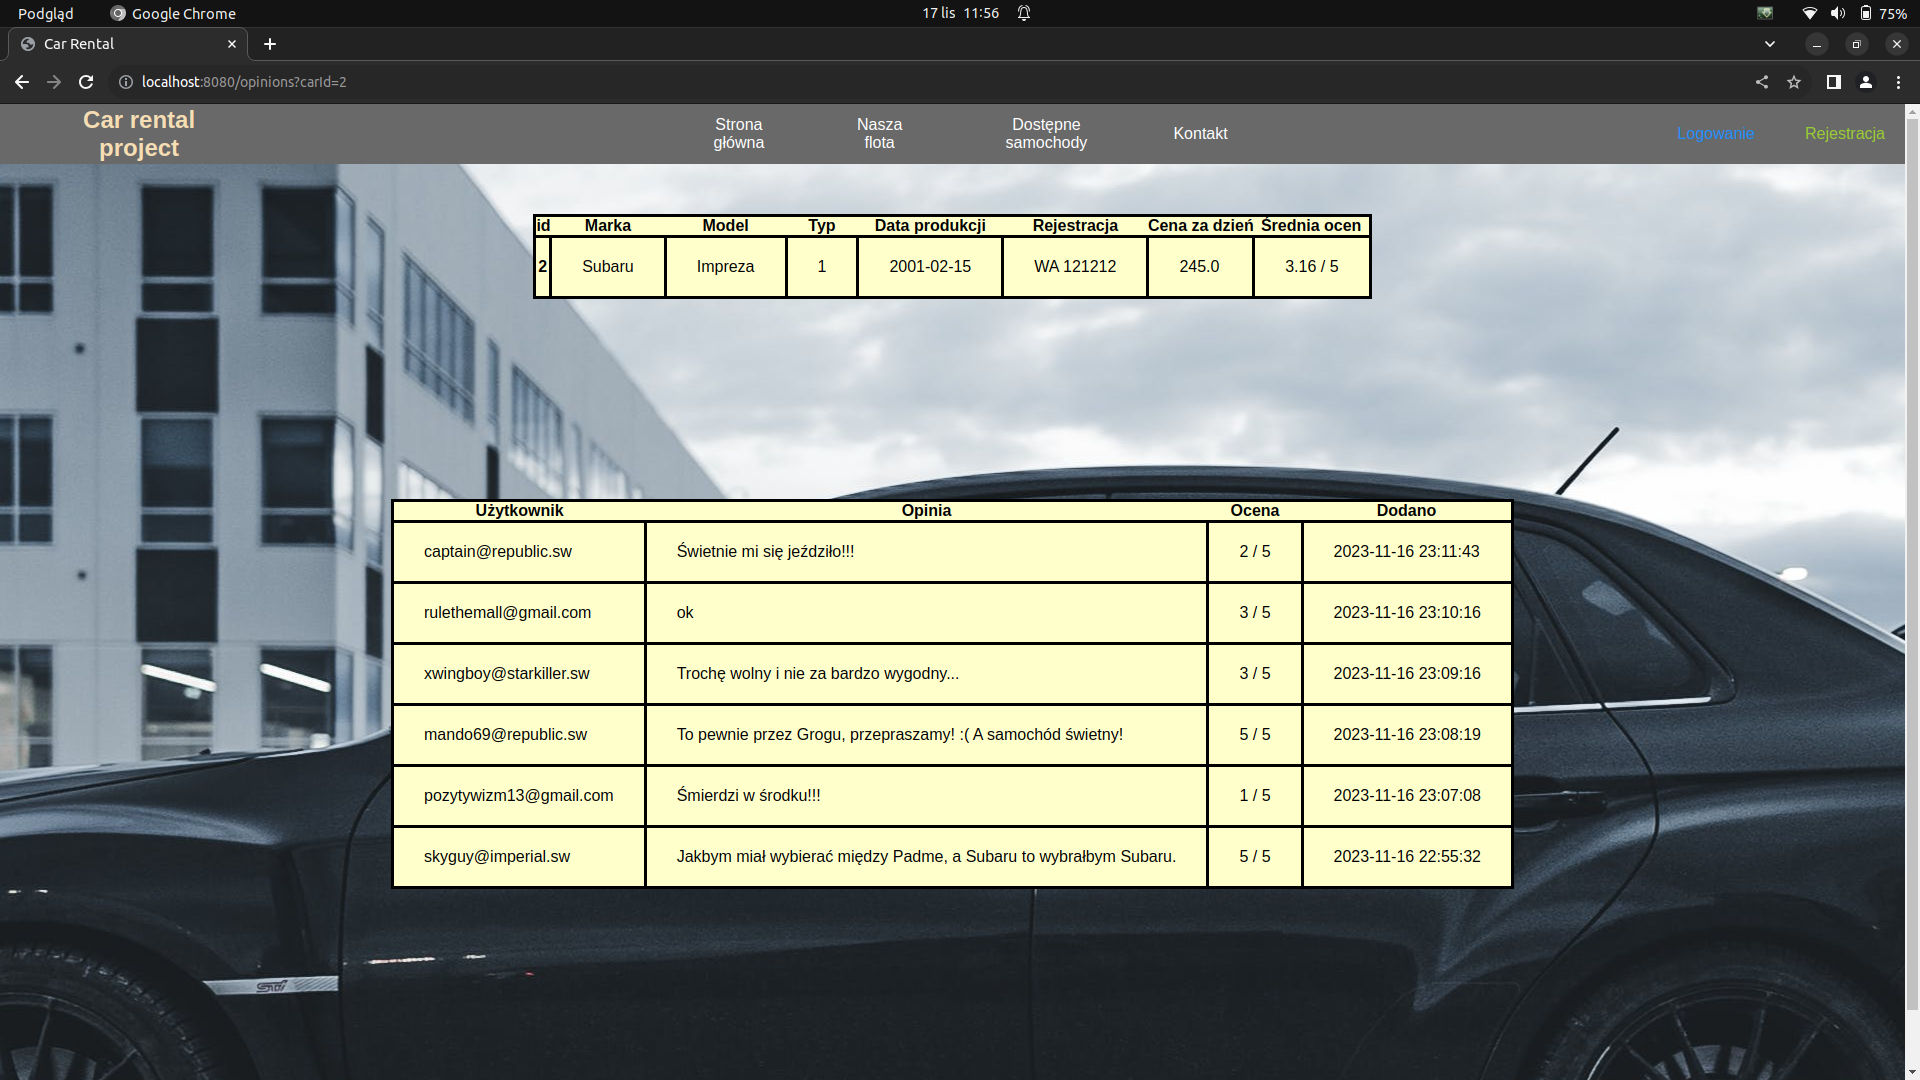 Podgląd Google Chrome 17 lis 11:56 75%
Car Rental
localhost:8080/opinions?carId=2
Car rental
project
Strona
główna
Nasza
flota
Dostępne
samochody
Kontakt
Logowanie
Rejestracja
id Marka Model Typ Data produkcji Rejestracja Cena za dzień Średnia ocen
2 Subaru Impreza 1 2001-02-15 WA 121212 245.0 3.16 / 5
Użytkownik Opinia Ocena Dodano
captain@republic.sw Świetnie mi się jeździło!!! 2 / 5 2023-11-16 23:11:43
rulethemall@gmail.com ok 3 / 5 2023-11-16 23:10:16
xwingboy@starkiller.sw Trochę wolny i nie za bardzo wygodny... 3 / 5 2023-11-16 23:09:16
mando69@republic.sw To pewnie przez Grogu, przepraszamy! :( A samochód świetny! 5 / 5 2023-11-16 23:08:19
pozytywizm13@gmail.com Śmierdzi w środku!!! 1 / 5 2023-11-16 23:07:08
skyguy@imperial.sw Jakbym miał wybierać między Padme, a Subaru to wybrałbym Subaru. 5 / 5 2023-11-16 22:55:32
STI